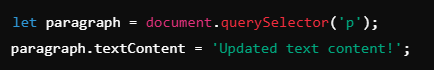 let paragraph = document.querySelector('p');
paragraph.textContent = 'Updated text content!';